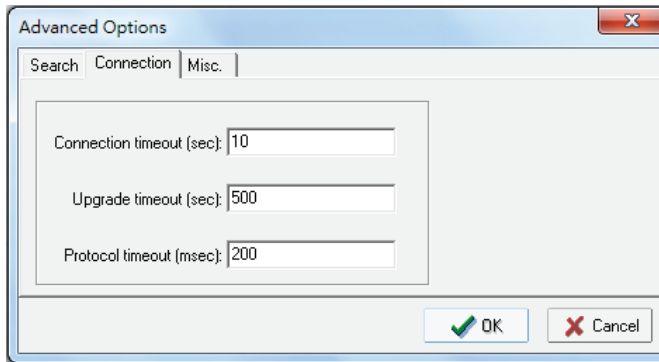 Advanced Options
Search Connection Misc.
Connection timeout (sec): 10
Upgrade timeout (sec): 500
Protocol timeout (msec): 200
OK Cancel